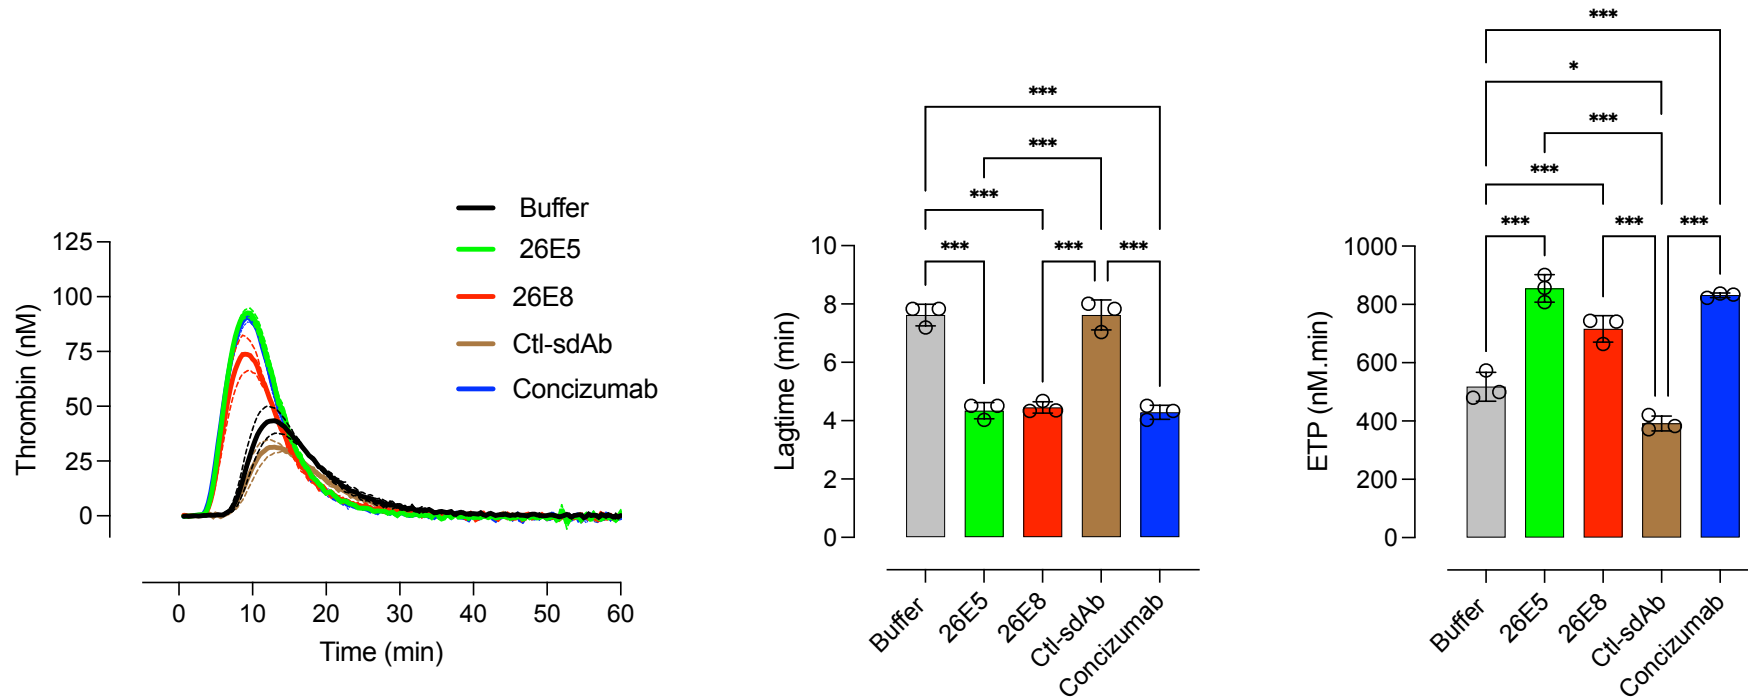 Thrombin (nM)
125
100
75
50
25
0
0
10
20
30
40
50
60
Time (min)
Buffer
26E5
26E8
Ctl-sdAb
Concizumab
Lagtime (min)
10
8
6
4
2
0
***
***
***
***
***
***
Buffer
26E5
26E8
Ctl-sdAb
Concizumab
ETP (nM.min)
1000
800
600
400
200
0
***
*
***
***
***
***
***
Buffer
26E5
26E8
Ctl-sdAb
Concizumab